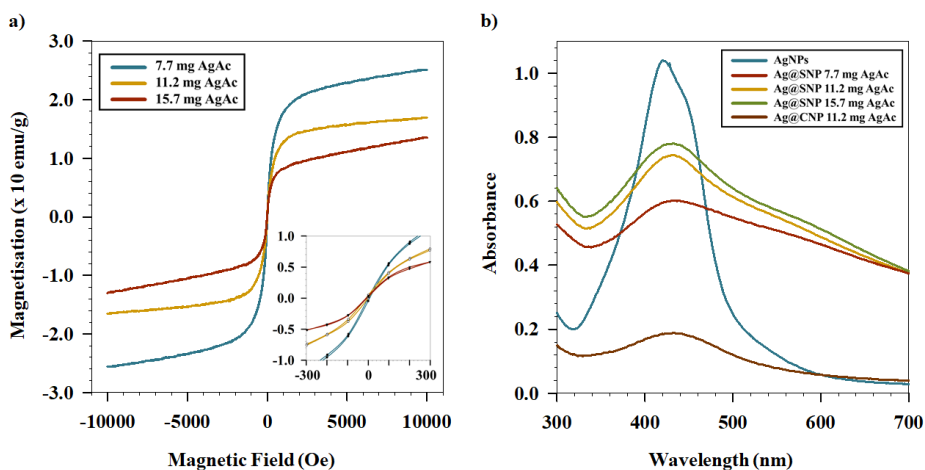 a)
3.0
2.0
1.0
0.0
-1.0
-2.0
-3.0
Magnetisation (x 10 emu/g)
7.7 mg AgAc
11.2 mg AgAc
15.7 mg AgAc
1.0
0.5
0.0
-0.5
-1.0
-300 0 300
-10000 -5000 0 5000 10000
Magnetic Field (Oe)
b)
1.0
0.8
0.6
0.4
0.2
0.0
Absorbance
AgNPs
Ag@SNP 7.7 mg AgAc
Ag@SNP 11.2 mg AgAc
Ag@SNP 15.7 mg AgAc
Ag@CNP 11.2 mg AgAc
300 400 500 600 700
Wavelength (nm)